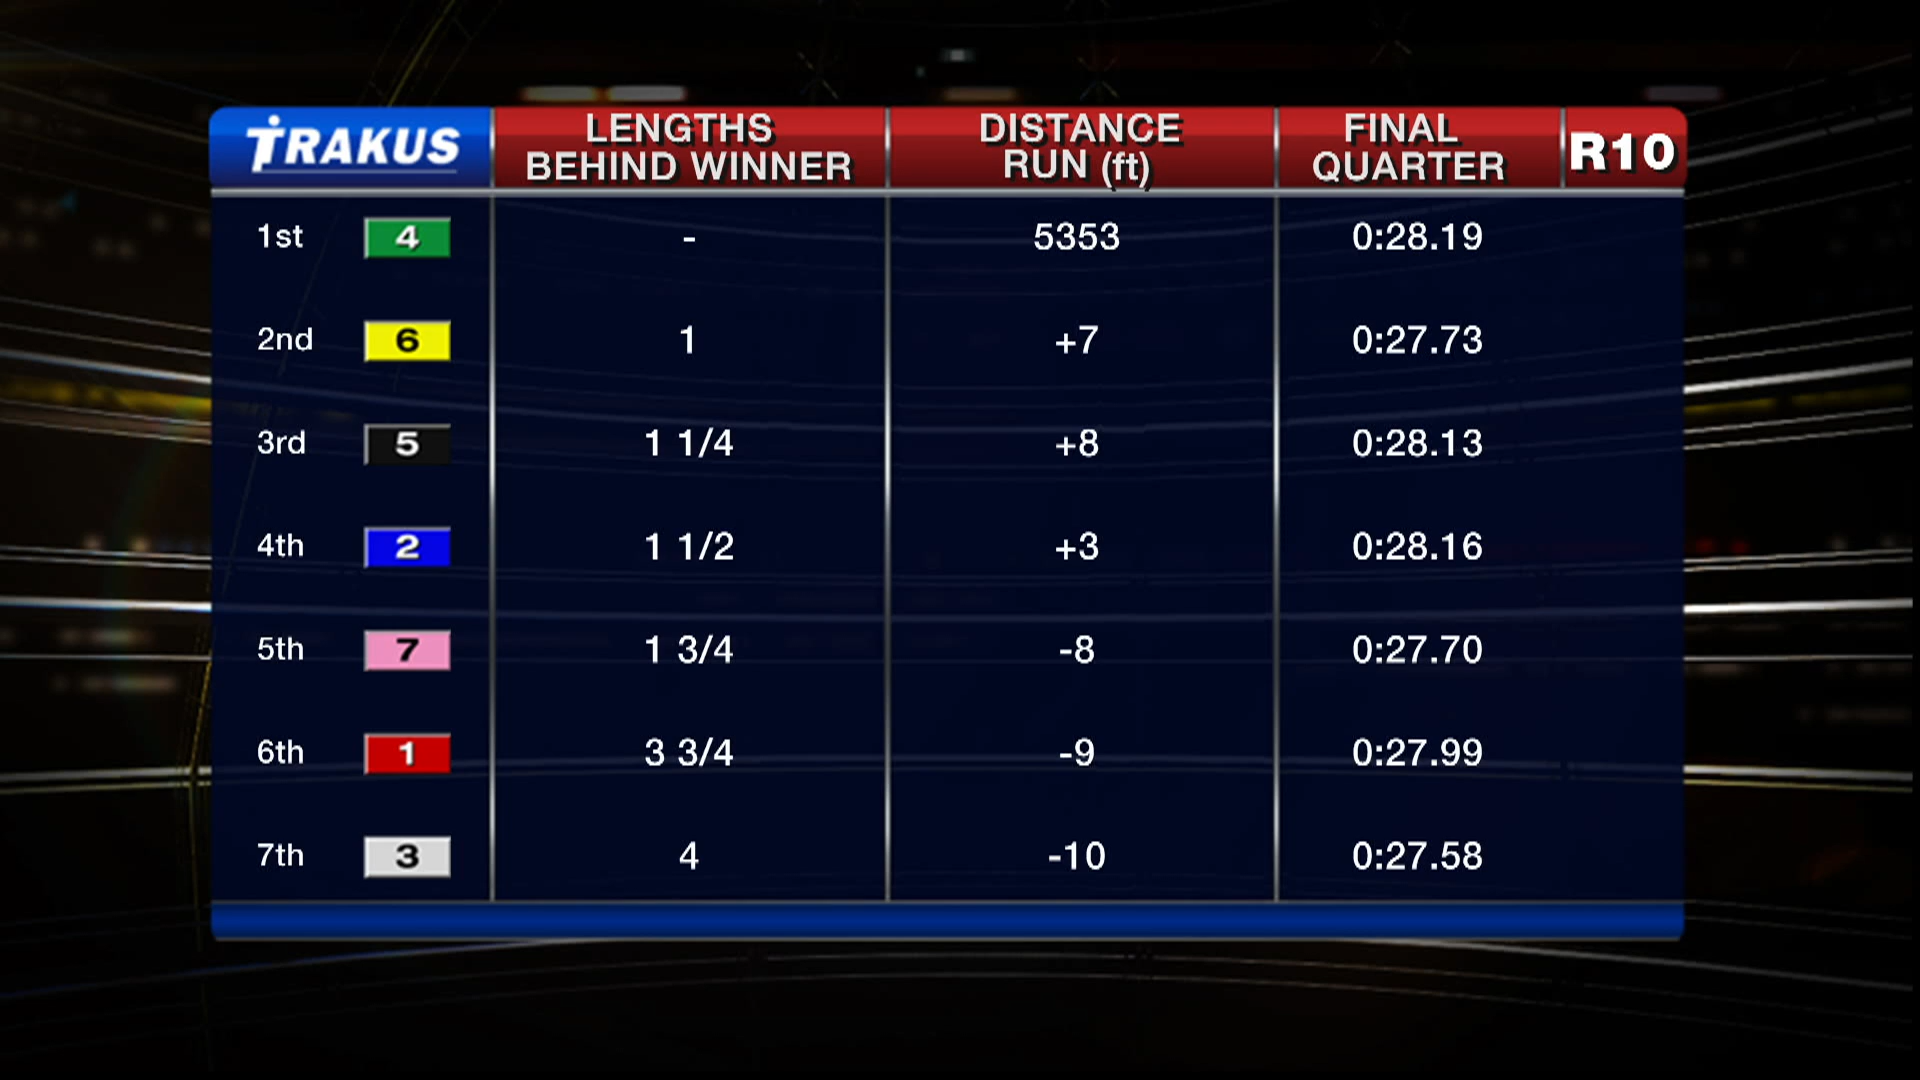 TRAKUS LENGTHS BEHIND WINNER DISTANCE RUN (ft) FINAL QUARTER R10
1st 4 - 5353 0:28.19
2nd 6 1 +7 0:27.73
3rd 5 1 1/4 +8 0:28.13
4th 2 1 1/2 +3 0:28.16
5th 7 1 3/4 -8 0:27.70
6th 1 3 3/4 -9 0:27.99
7th 3 4 -10 0:27.58